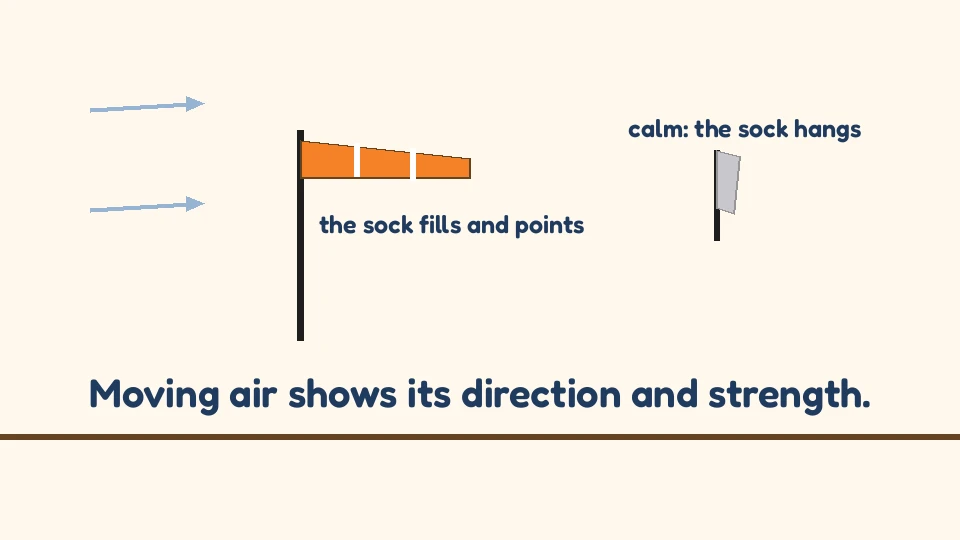 calm: the sock hangs
the sock fills and points
Moving air shows its direction and strength.